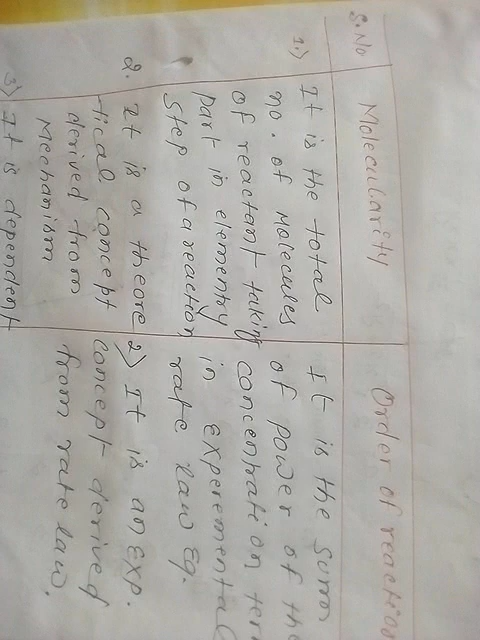 S.No Molecularity Order of reaction
1.) It is the total
no. of Molecules
of reactant taking
part in elementry
step of a reaction
It is the sum
of power of the
concentration term
in experemental
rate law Eq.
2. It is a theore
tical concept
derived from
Mechanism
2) It is an Exp.
concept derived
from rate law.
3) It is dependent